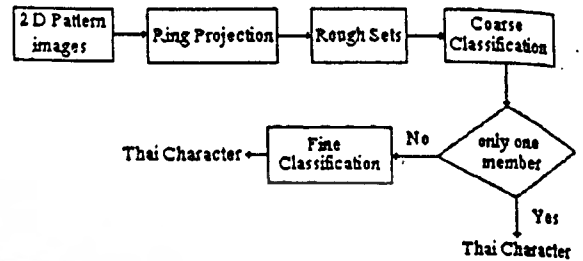 2 D Pattern
images
Ring Projection
Rough Sets
Coarse
Classification
only one
member
No
Fine
Classification
Thai Character
Yes
Thai Character